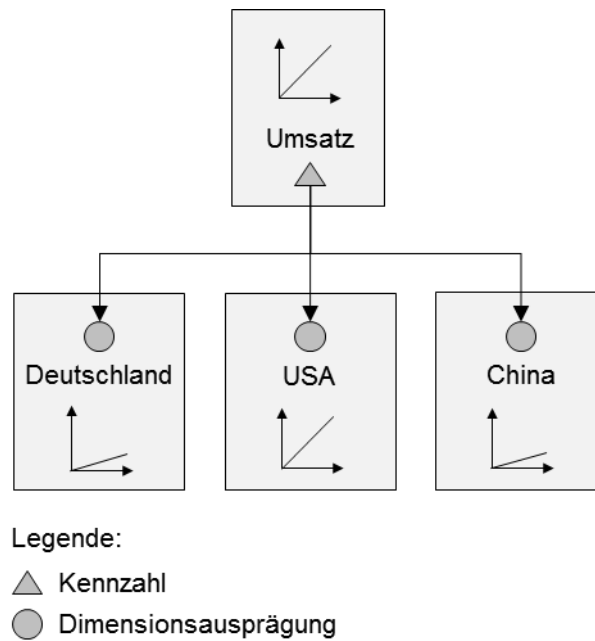 Umsatz
Deutschland
USA
China
Legende:
Kennzahl
Dimensionsausprägung